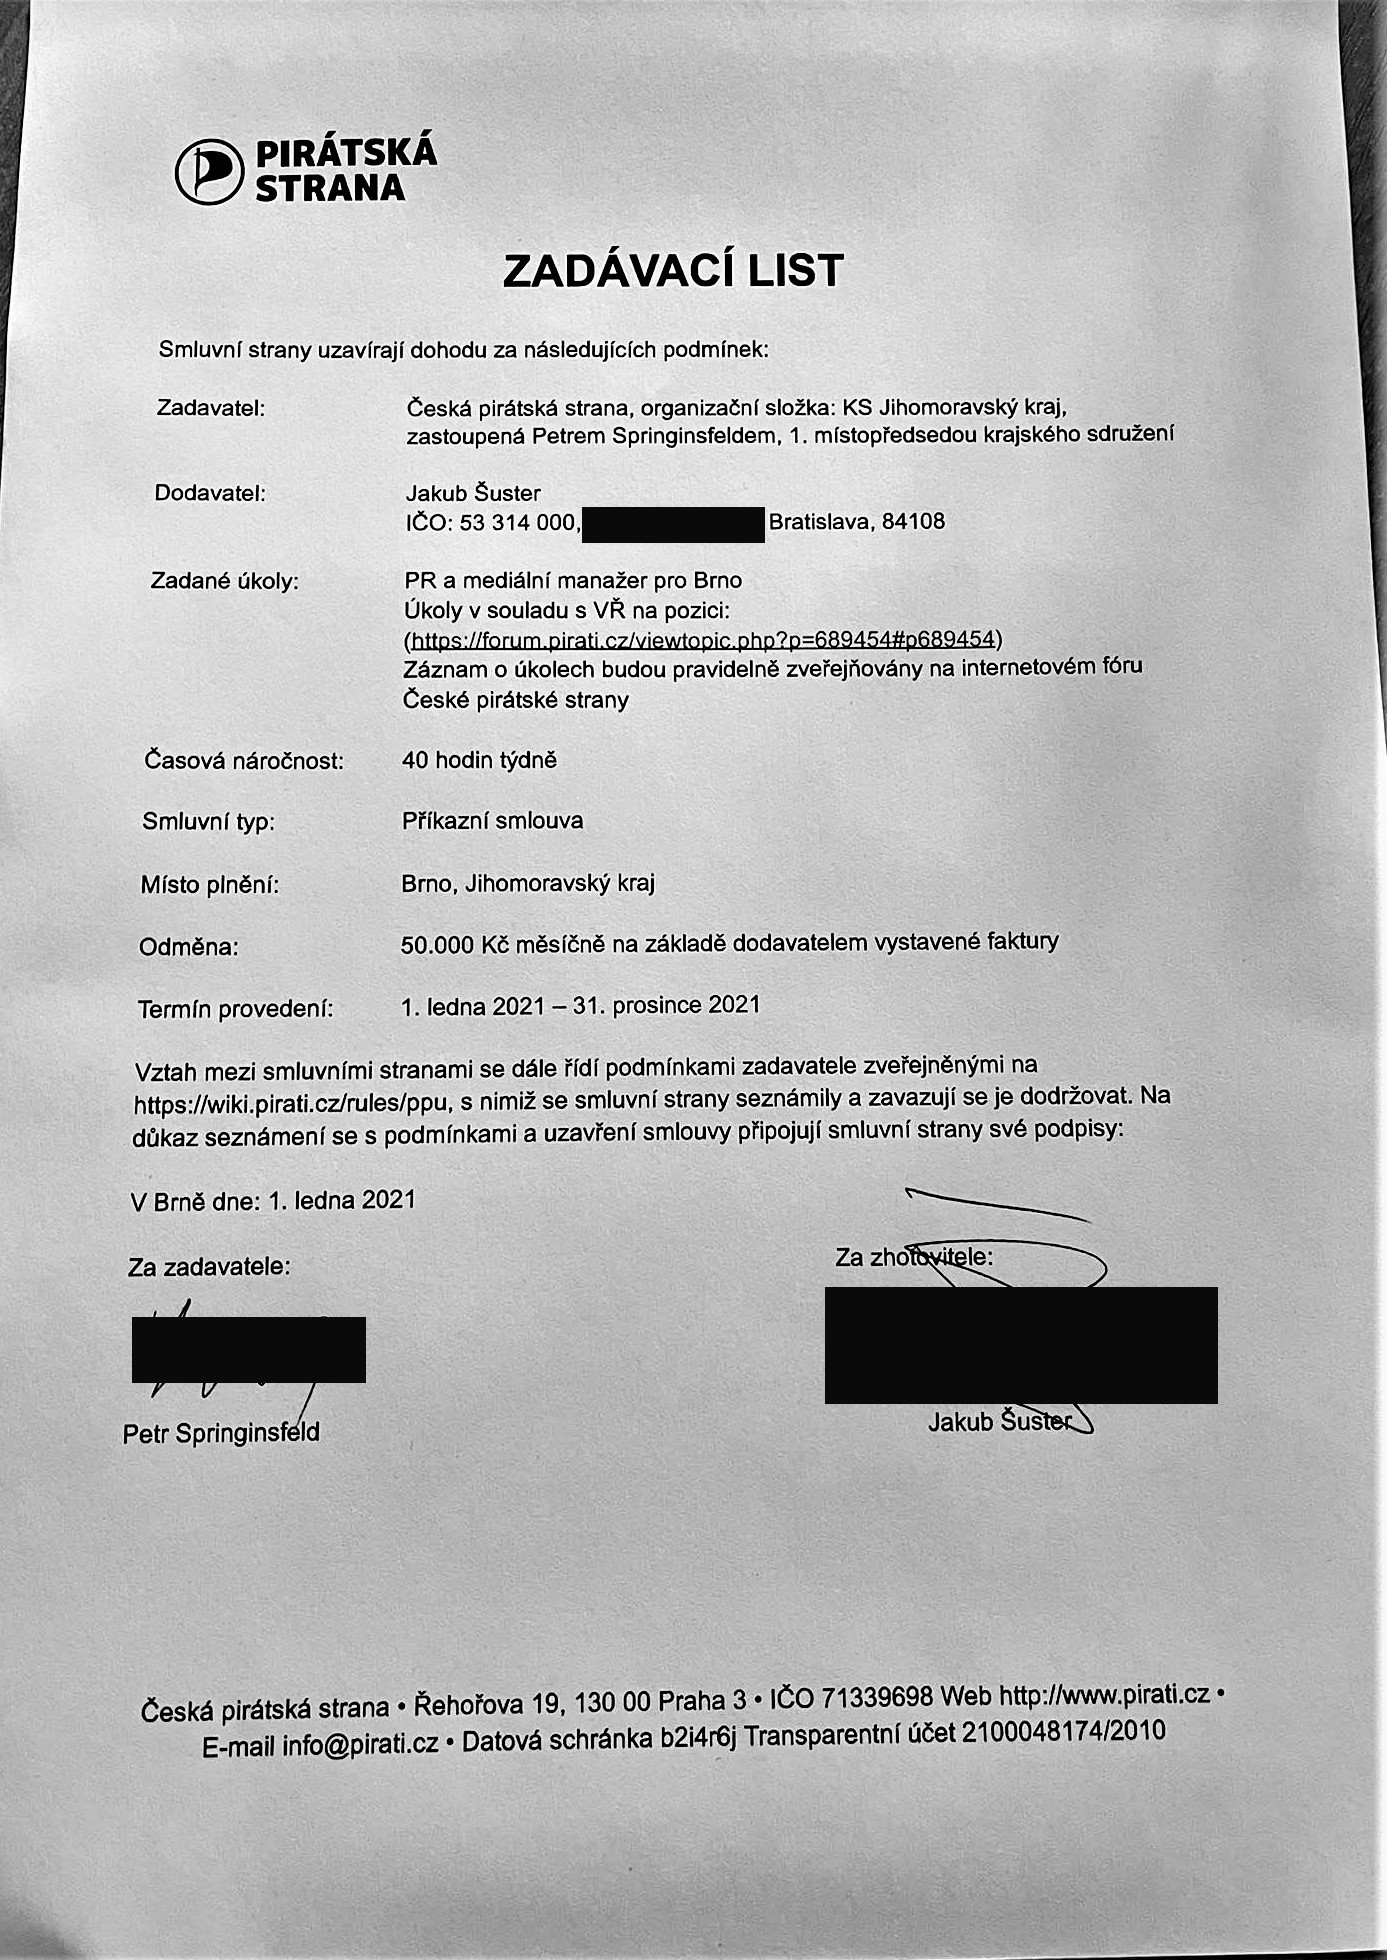 PIRÁTSKÁ
STRANA
ZADÁVACÍ LIST
Smluvní strany uzavírají dohodu za následujících podmínek:
Zadavatel: Česká pirátská strana, organizační složka: KS Jihomoravský kraj,
zastoupená Petrem Springinsfeldem, 1. místopředsedou krajského sdružení
Dodavatel: Jakub Šuster
IČO: 53 314 000, Bratislava, 84108
Zadané úkoly: PR a mediální manažer pro Brno
Úkoly v souladu s VŘ na pozici:
(https://forum.pirati.cz/viewtopic.php?p=689454#p689454)
Záznam o úkolech budou pravidelně zveřejňovány na internetovém fóru
České pirátské strany
Časová náročnost: 40 hodin týdně
Smluvní typ: Příkazní smlouva
Místo plnění: Brno, Jihomoravský kraj
Odměna: 50.000 Kč měsíčně na základě dodavatelem vystavené faktury
Termín provedení: 1. ledna 2021 – 31. prosince 2021
Vztah mezi smluvními stranami se dále řídí podmínkami zadavatele zveřejněnými na
https://wiki.pirati.cz/rules/ppu, s nimiž se smluvní strany seznámily a zavazují se je dodržovat. Na
důkaz seznámení se s podmínkami a uzavření smlouvy připojují smluvní strany své podpisy:
V Brně dne: 1. ledna 2021
Za zadavatele: Za zhotovitele:
Petr Springinsfeld Jakub Šuster
Česká pirátská strana • Řehořova 19, 130 00 Praha 3 • IČO 71339698 Web http://www.pirati.cz •
E-mail info@pirati.cz • Datová schránka b2i4r6j Transparentní účet 2100048174/2010